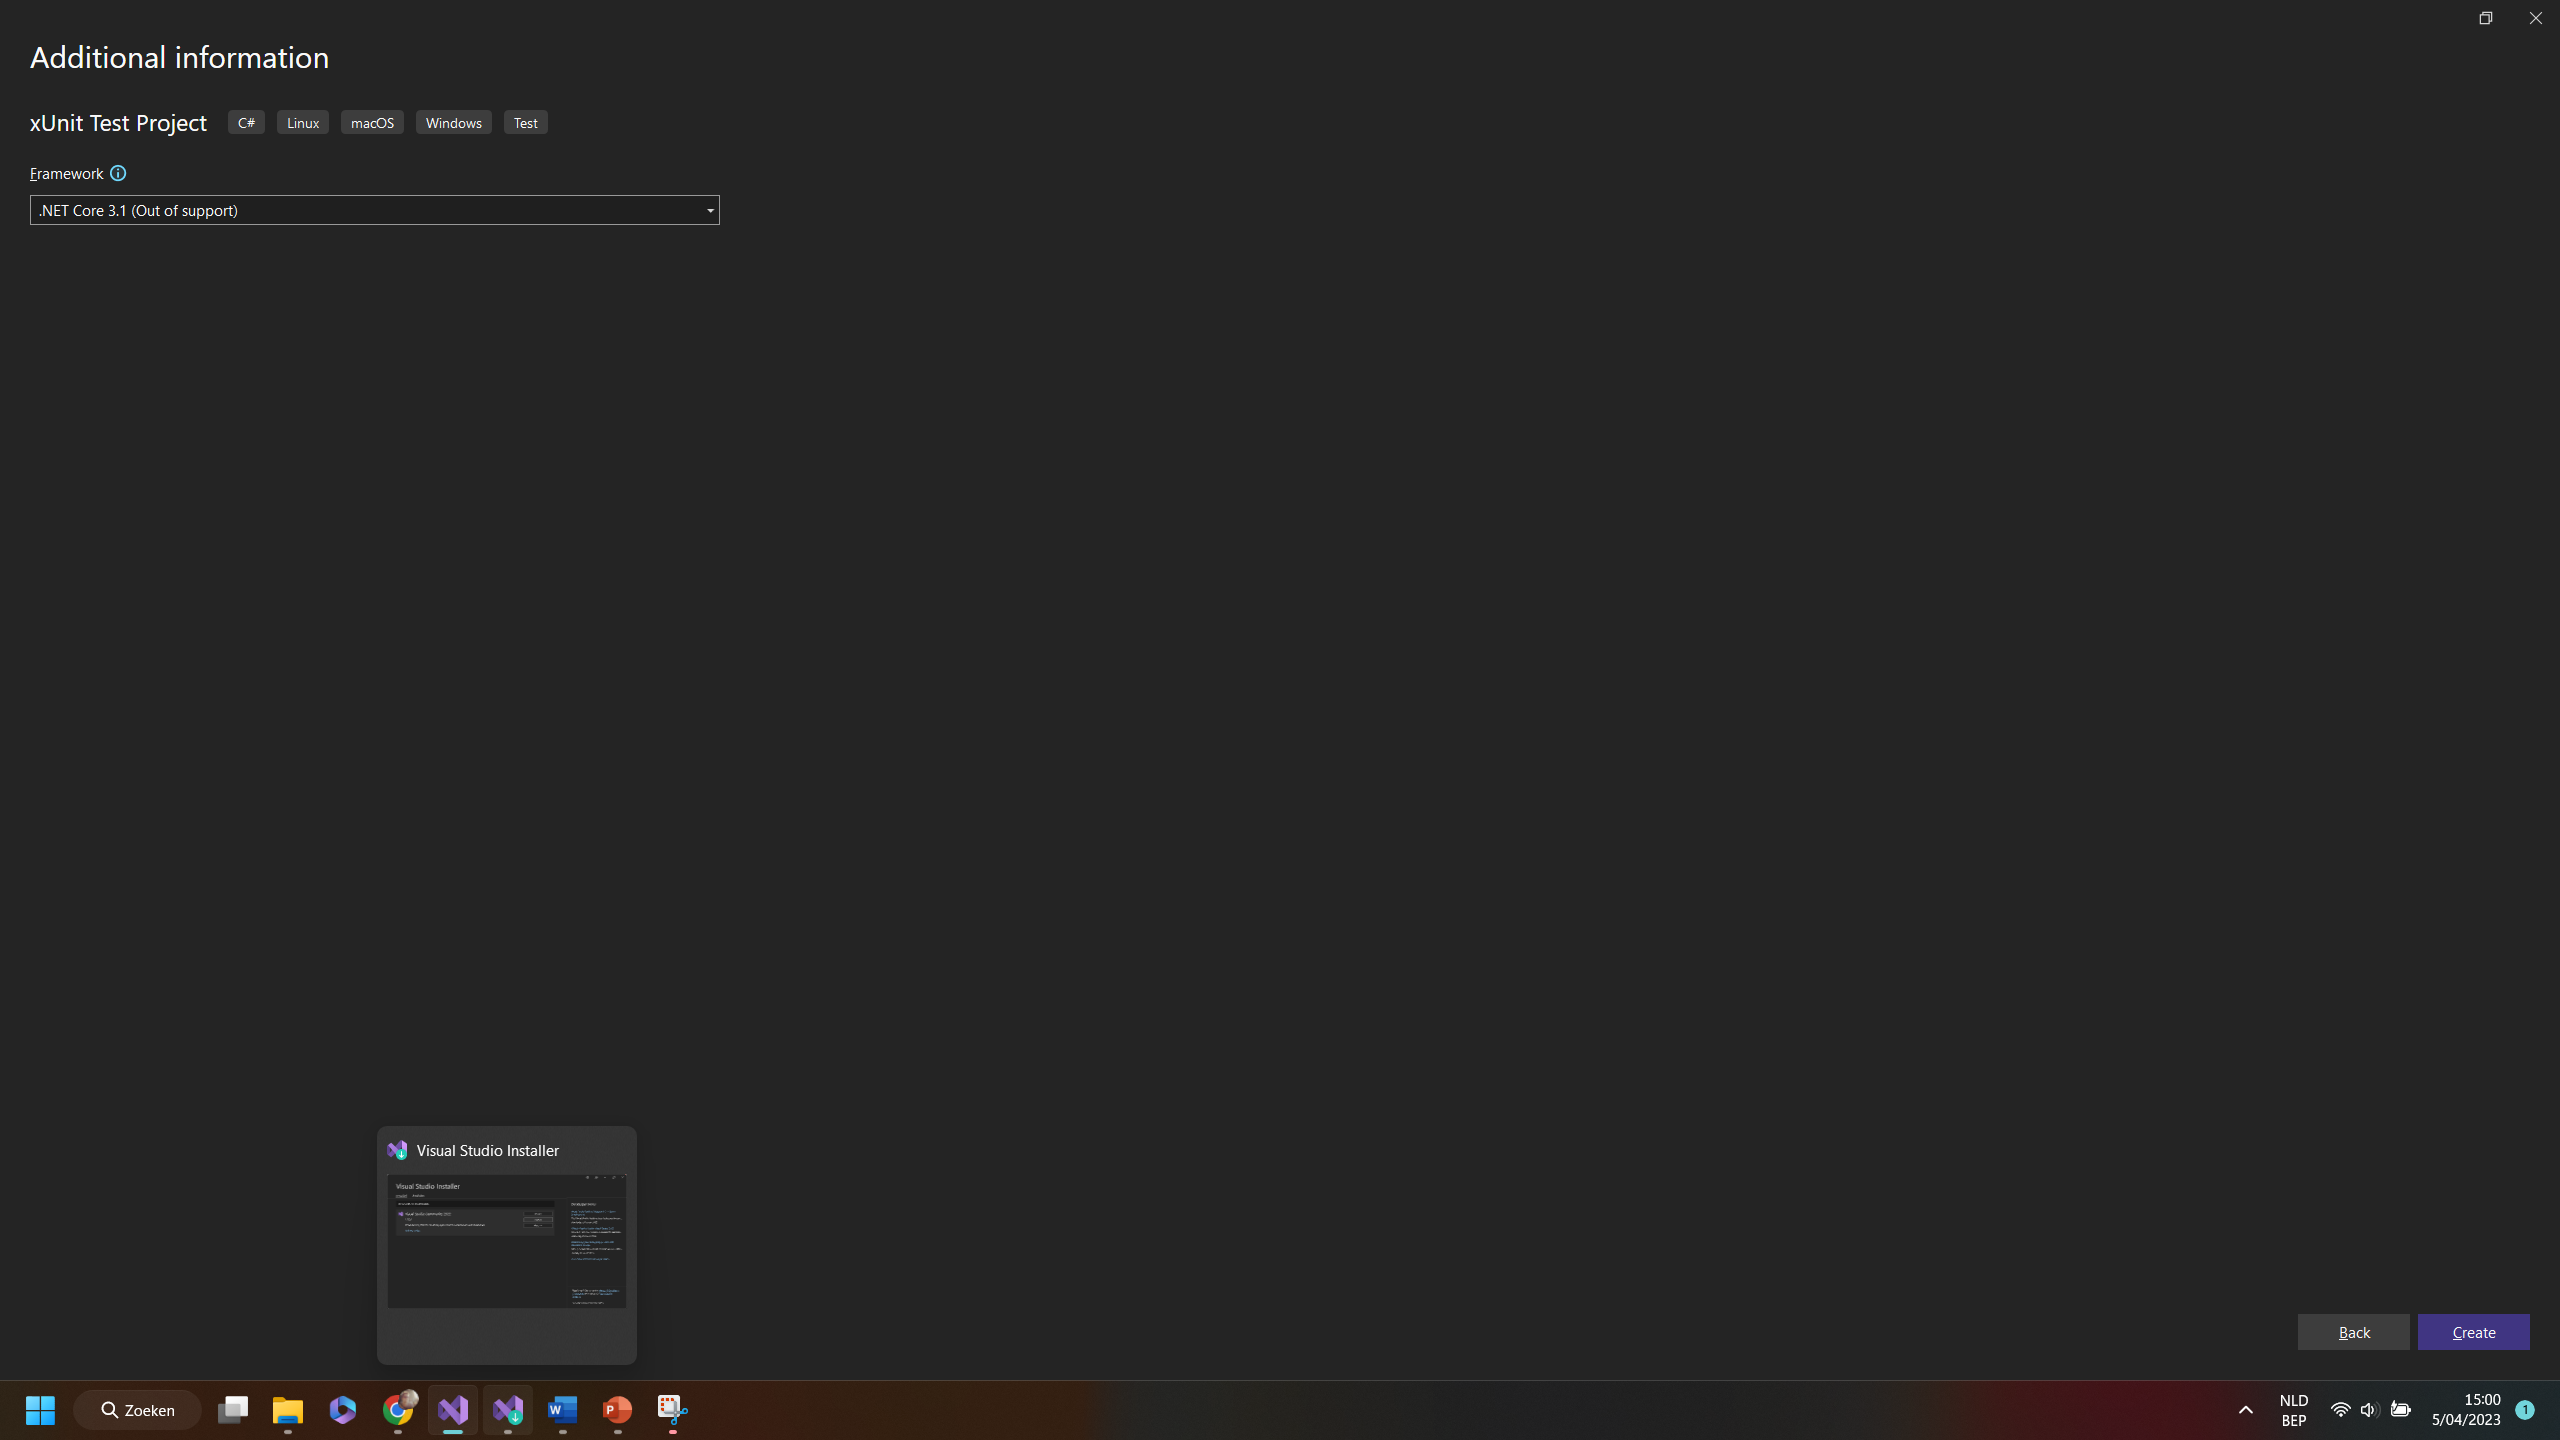 Additional information
xUnit Test Project C# Linux macOS Windows Test
Framework
.NET Core 3.1 (Out of support)
Visual Studio Installer
Visual Studio Installer
Back
Create
Zoeken
NLD
BEP
15:00
5/04/2023
1